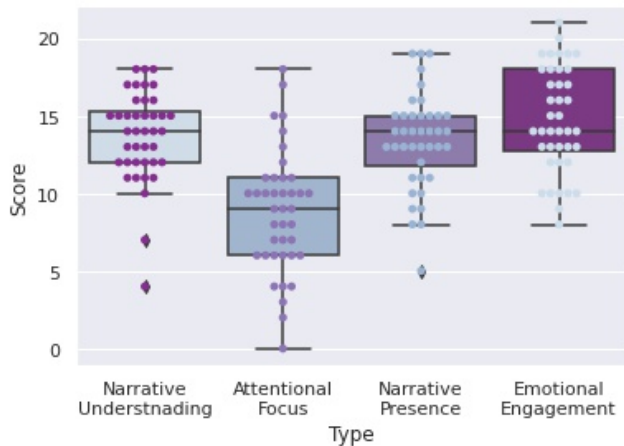 20
15
10
5
0
Score
Narrative
Understnading
Attentional
Focus
Narrative
Presence
Emotional
Engagement
Type